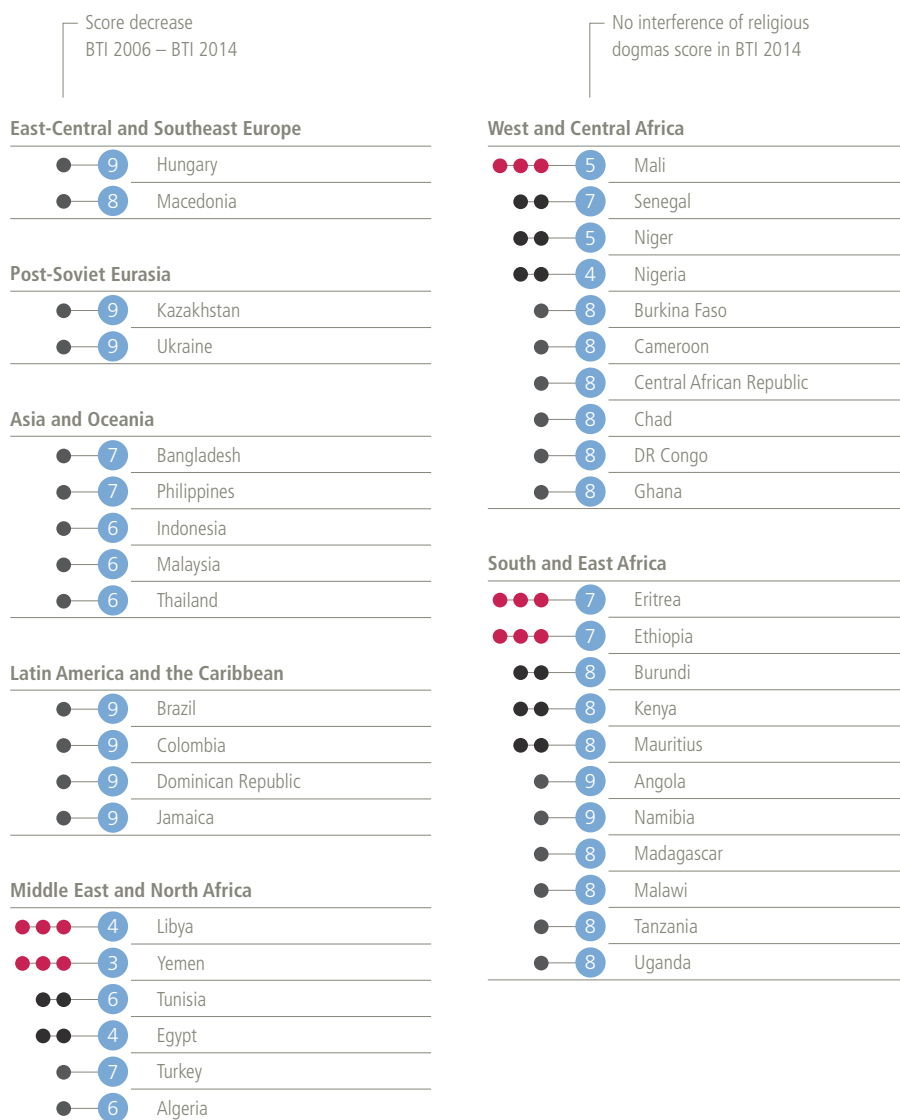 Score decrease
BTI 2006 – BTI 2014
No interference of religious
dogmas score in BTI 2014
East-Central and Southeast Europe
9 Hungary
8 Macedonia
Post-Soviet Eurasia
9 Kazakhstan
9 Ukraine
Asia and Oceania
7 Bangladesh
7 Philippines
6 Indonesia
6 Malaysia
6 Thailand
Latin America and the Caribbean
9 Brazil
9 Colombia
9 Dominican Republic
9 Jamaica
Middle East and North Africa
4 Libya
3 Yemen
6 Tunisia
4 Egypt
7 Turkey
6 Algeria
West and Central Africa
5 Mali
7 Senegal
5 Niger
4 Nigeria
8 Burkina Faso
8 Cameroon
8 Central African Republic
8 Chad
8 DR Congo
8 Ghana
South and East Africa
7 Eritrea
7 Ethiopia
8 Burundi
8 Kenya
8 Mauritius
9 Angola
9 Namibia
8 Madagascar
8 Malawi
8 Tanzania
8 Uganda